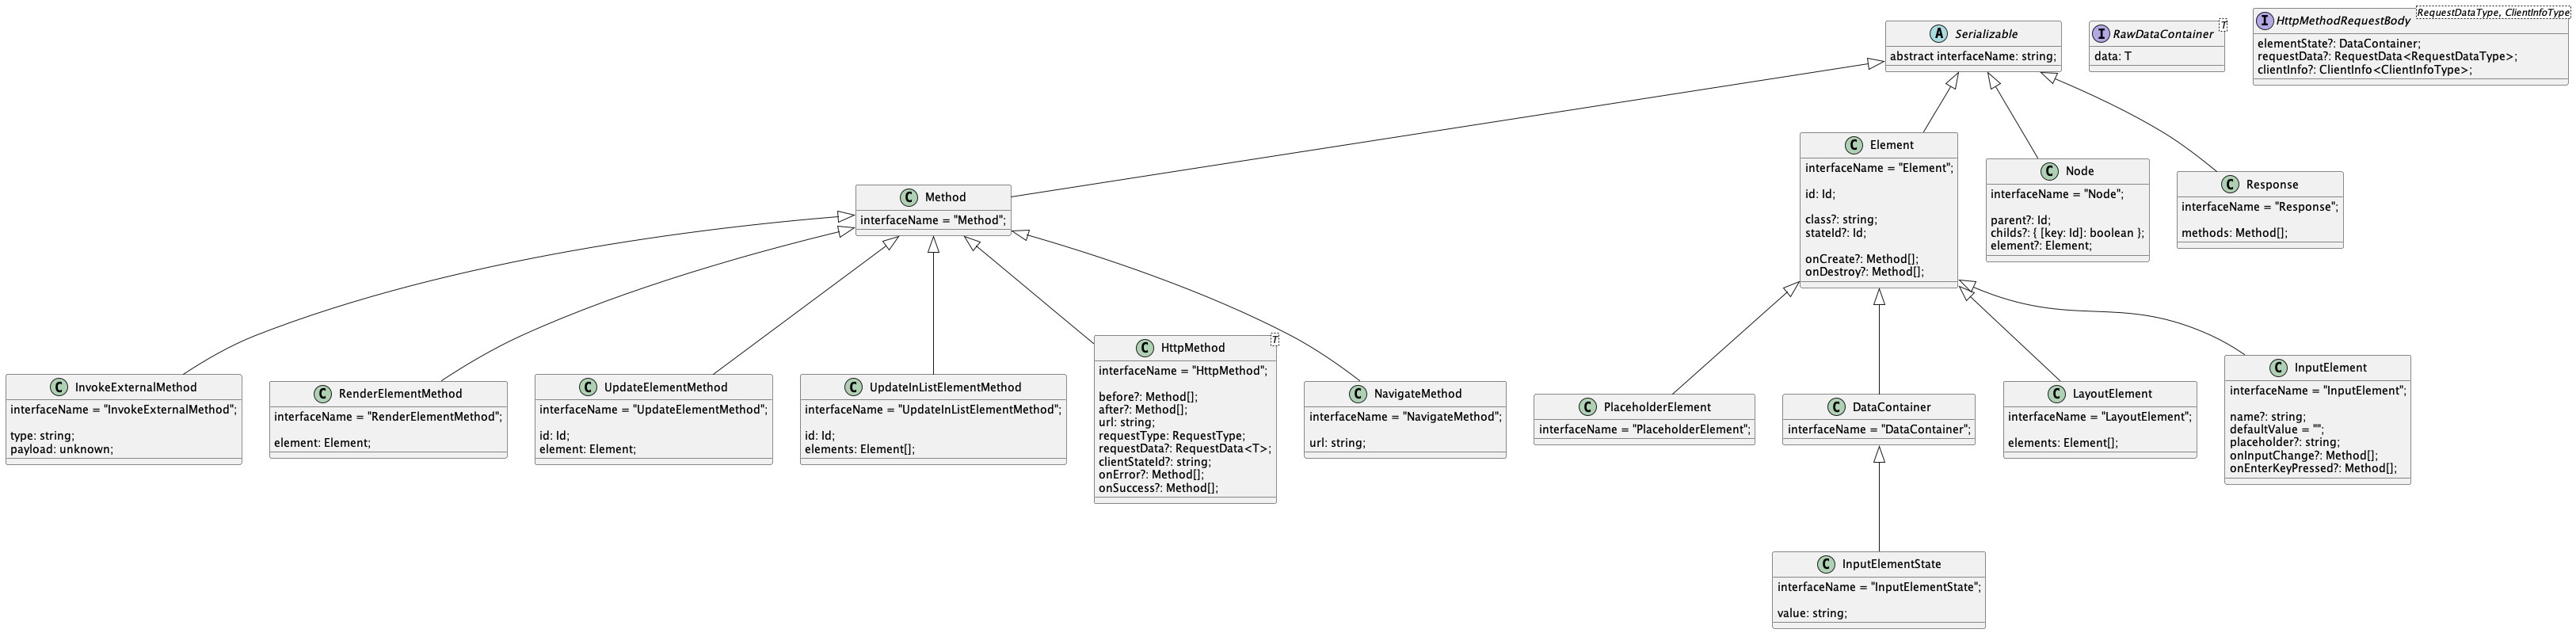 A Serializable
abstract interfaceName: string;
I RawDataContainer
T
data: T
I HttpMethodRequestBody
RequestDataType, ClientInfoType
elementState?: DataContainer;
requestData?: RequestData<RequestDataType>;
clientInfo?: ClientInfo<ClientInfoType>;
C Element
interfaceName = "Element";
id: Id;
class?: string;
stateId?: Id;
onCreate?: Method[];
onDestroy?: Method[];
C Node
interfaceName = "Node";
parent?: Id;
childs?: { [key: Id]: boolean };
element?: Element;
C Response
interfaceName = "Response";
methods: Method[];
C Method
interfaceName = "Method";
C InvokeExternalMethod
interfaceName = "InvokeExternalMethod";
type: string;
payload: unknown;
C RenderElementMethod
interfaceName = "RenderElementMethod";
element: Element;
C UpdateElementMethod
interfaceName = "UpdateElementMethod";
id: Id;
element: Element;
C UpdateInListElementMethod
interfaceName = "UpdateInListElementMethod";
id: Id;
elements: Element[];
C HttpMethod
T
interfaceName = "HttpMethod";
before?: Method[];
after?: Method[];
url: string;
requestType: RequestType;
requestData?: RequestData<T>;
clientStateId?: string;
onError?: Method[];
onSuccess?: Method[];
C NavigateMethod
interfaceName = "NavigateMethod";
url: string;
C PlaceholderElement
interfaceName = "PlaceholderElement";
C DataContainer
interfaceName = "DataContainer";
C LayoutElement
interfaceName = "LayoutElement";
elements: Element[];
C InputElement
interfaceName = "InputElement";
name?: string;
defaultValue = "";
placeholder?: string;
onInputChange?: Method[];
onEnterKeyPressed?: Method[];
C InputElementState
interfaceName = "InputElementState";
value: string;